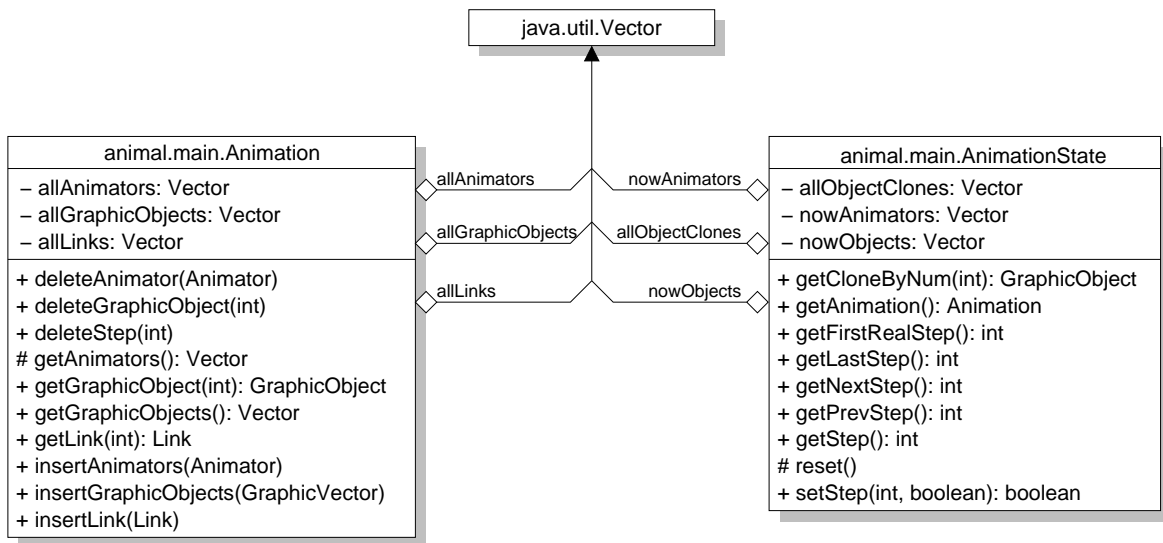 java.util.Vector
animal.main.Animation
– allAnimators: Vector
– allGraphicObjects: Vector
– allLinks: Vector
+ deleteAnimator(Animator)
+ deleteGraphicObject(int)
+ deleteStep(int)
# getAnimators(): Vector
+ getGraphicObject(int): GraphicObject
+ getGraphicObjects(): Vector
+ getLink(int): Link
+ insertAnimators(Animator)
+ insertGraphicObjects(GraphicVector)
+ insertLink(Link)
allAnimators
allGraphicObjects
allLinks
nowAnimators
allObjectClones
nowObjects
animal.main.AnimationState
– allObjectClones: Vector
– nowAnimators: Vector
– nowObjects: Vector
+ getCloneByNum(int): GraphicObject
+ getAnimation(): Animation
+ getFirstRealStep(): int
+ getLastStep(): int
+ getNextStep(): int
+ getPrevStep(): int
+ getStep(): int
# reset()
+ setStep(int, boolean): boolean